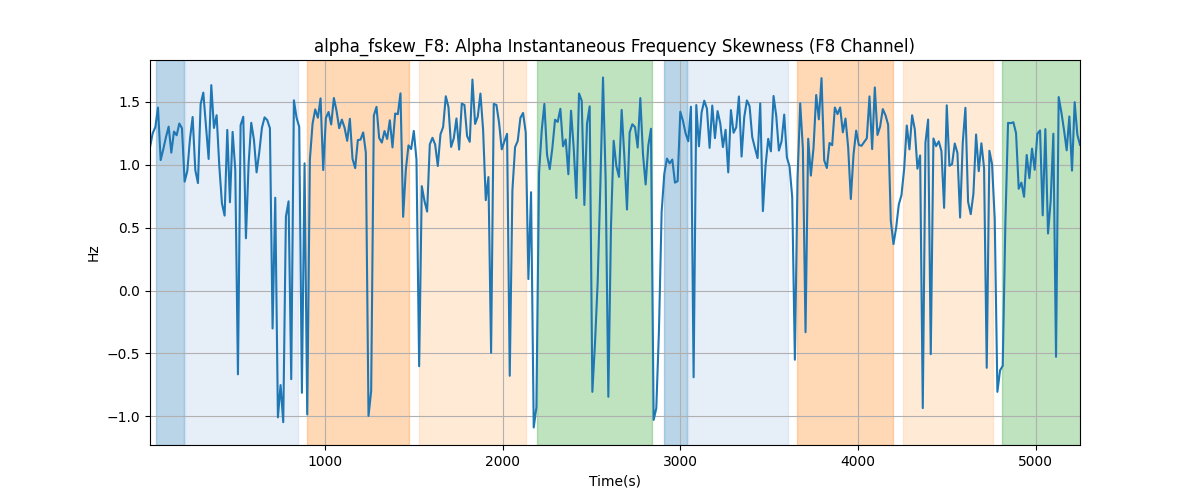 alpha_fskew_F8: Alpha Instantaneous Frequency Skewness (F8 Channel)
1.5
1.0
0.5
0.0
−0.5
−1.0
Hz
1000 2000 3000 4000 5000
Time(s)